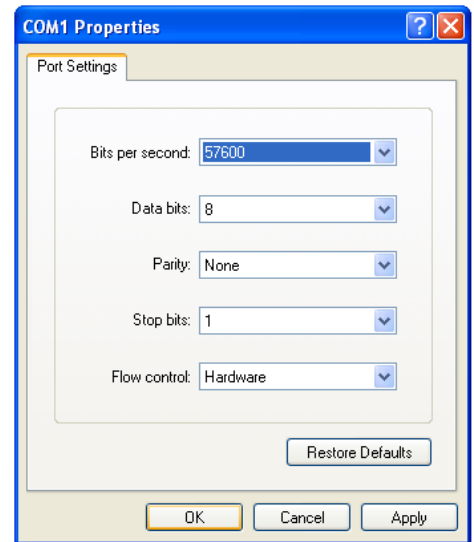 COM1 Properties
Port Settings
Bits per second: 57600
Data bits: 8
Parity: None
Stop bits: 1
Flow control: Hardware
Restore Defaults
OK Cancel Apply